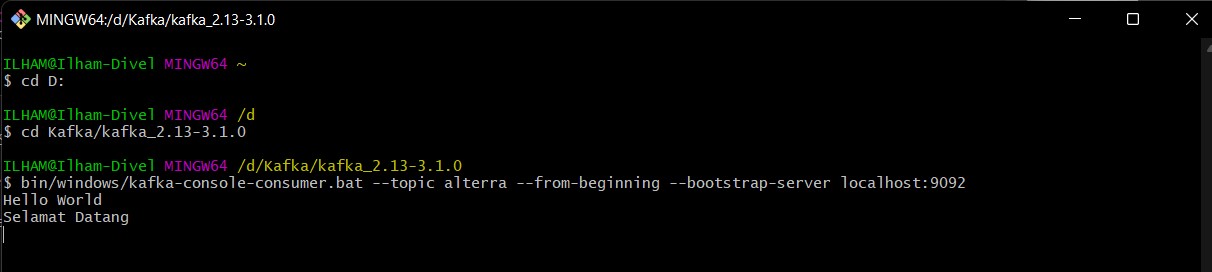 MINGW64:/d/Kafka/kafka_2.13-3.1.0
ILHAM@Ilham-Divel MINGW64 ~
$ cd D:
ILHAM@Ilham-Divel MINGW64 /d
$ cd Kafka/kafka_2.13-3.1.0
ILHAM@Ilham-Divel MINGW64 /d/Kafka/kafka_2.13-3.1.0
$ bin/windows/kafka-console-consumer.bat --topic alterra --from-beginning --bootstrap-server localhost:9092
Hello World
Selamat Datang